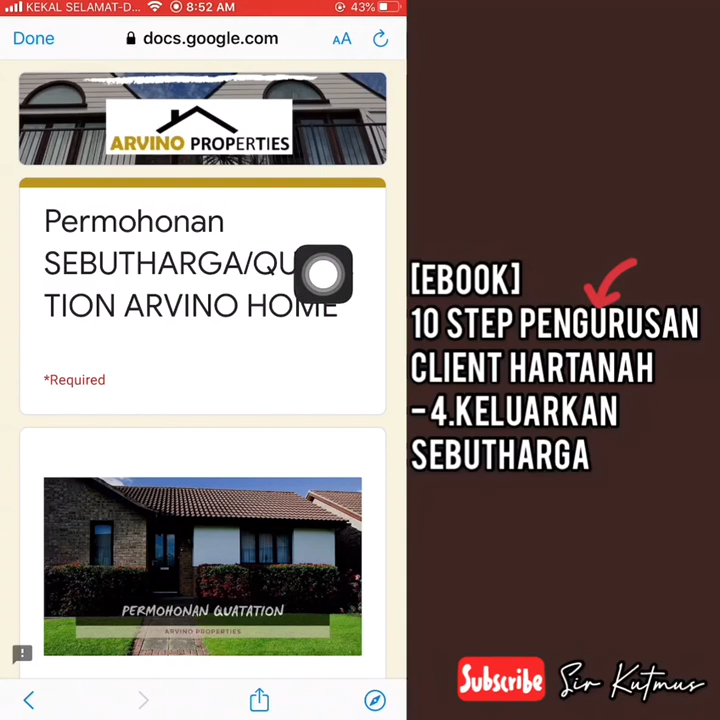 KEKAL SELAMAT-D... 8:52 AM 43%
Done docs.google.com AA
ARVINO PROPERTIES
Permohonan
SEBUTHARGA/QU
TION ARVINO HOME
*Required
PERMOHONAN QUATATION
ARVINO PROPERTIES
[EBOOK]
10 STEP PENGURUSAN
CLIENT HARTANAH
- 4.KELUARKAN
SEBUTHARGA
Subscribe Sir Kutmus